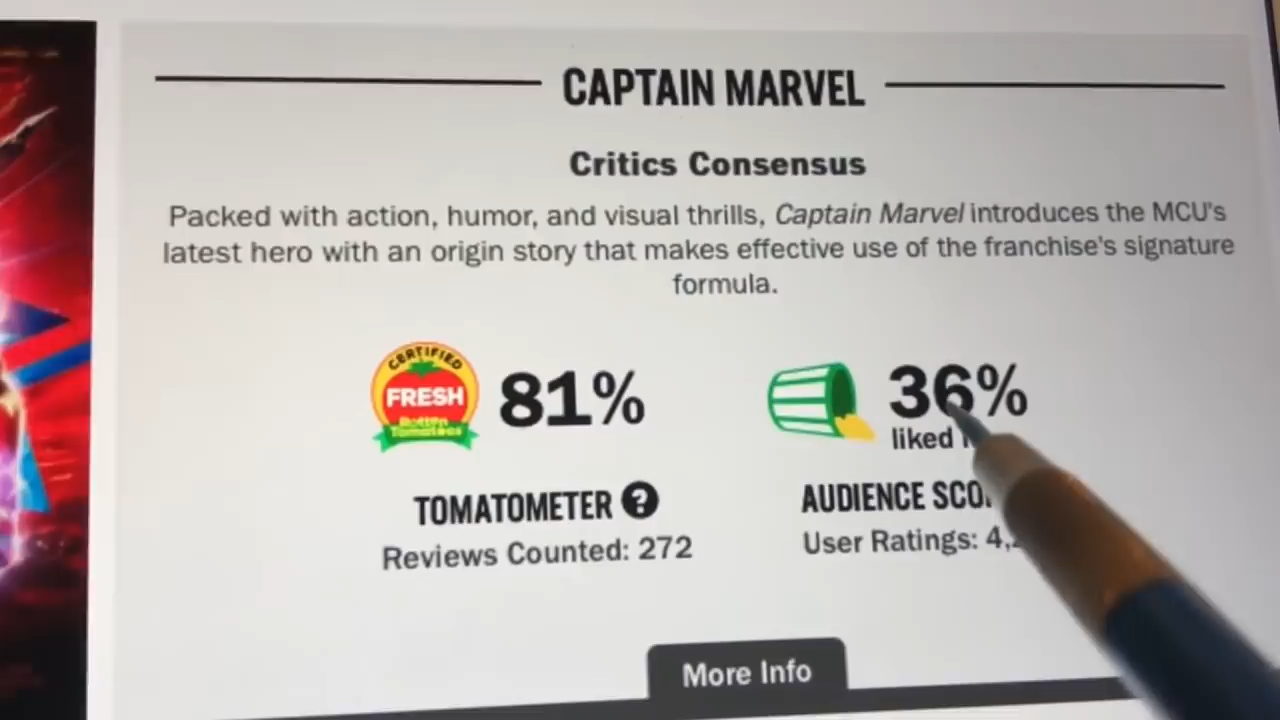 CAPTAIN MARVEL
Critics Consensus
Packed with action, humor, and visual thrills, Captain Marvel introduces the MCU's
latest hero with an origin story that makes effective use of the franchise's signature
formula.
CERTIFIED
FRESH
Rotten
Tomatoes
81%
36%
liked
TOMATOMETER ?
AUDIENCE
Reviews Counted: 272
User Ratings:
More Info